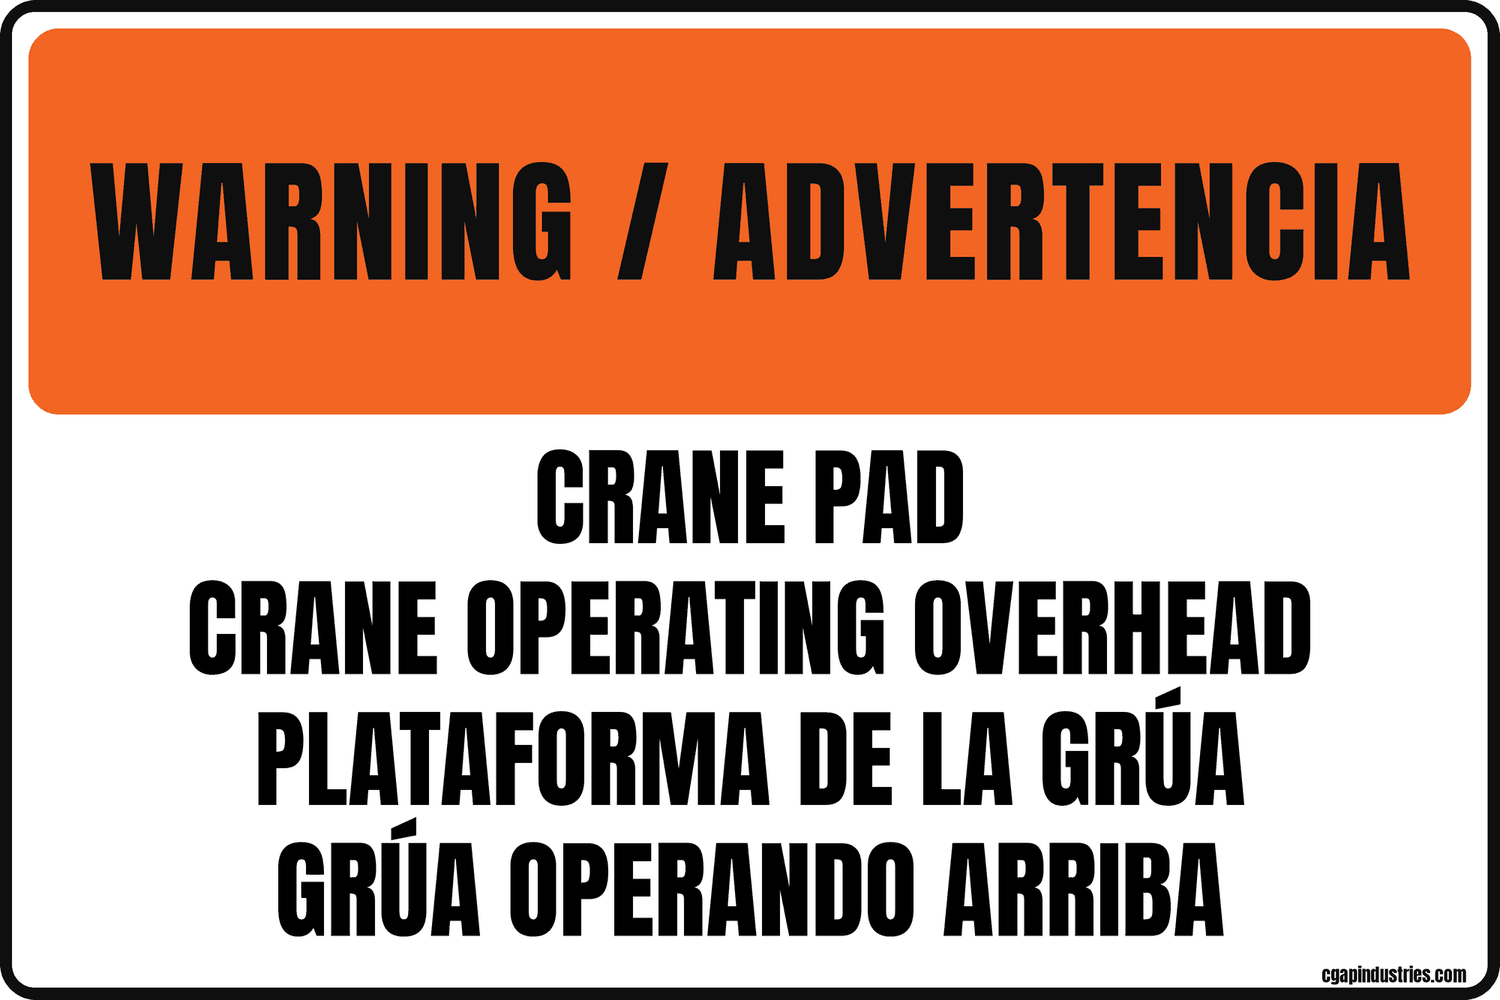 WARNING / ADVERTENCIA
CRANE PAD
CRANE OPERATING OVERHEAD
PLATAFORMA DE LA GRÚA
GRÚA OPERANDO ARRIBA
cgapindustries.com